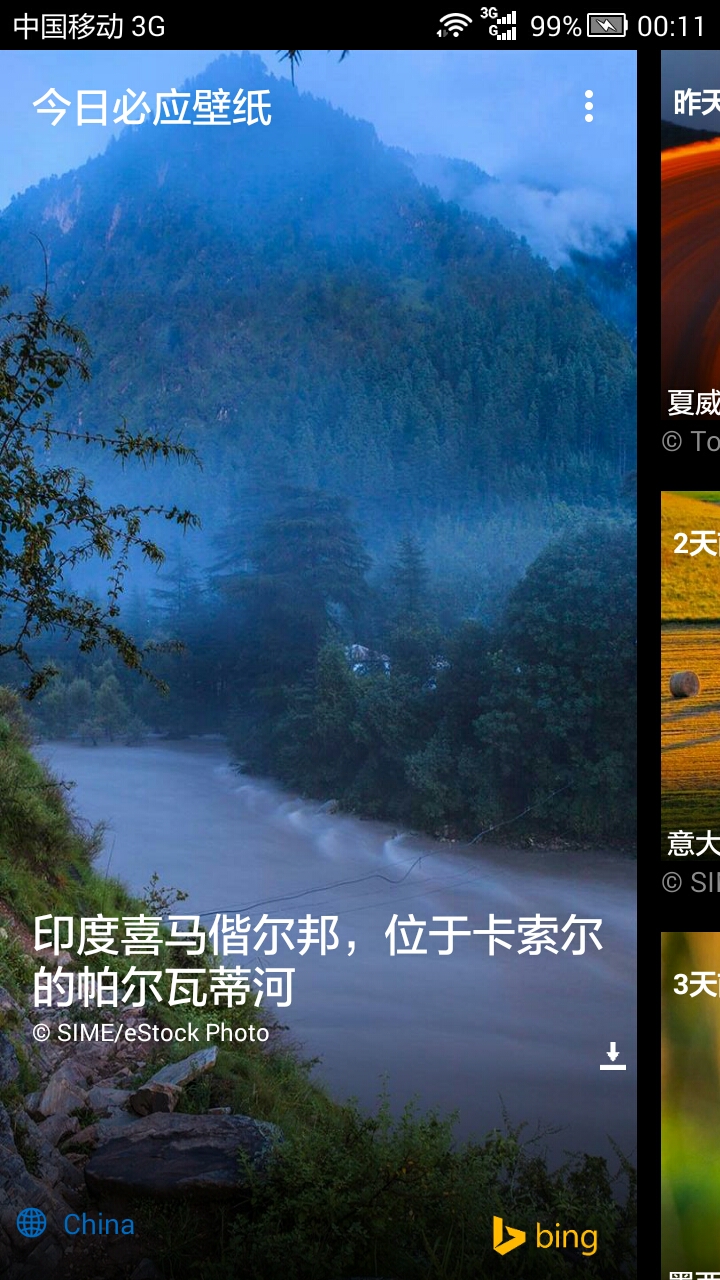 中国移动 3G
3G
G
99%
00:11
今日必应壁纸
印度喜马偕尔邦，位于卡索尔
的帕尔瓦蒂河
© SIME/eStock Photo
China
bing
昨天
夏威
© To
2天前
意大
© SI
3天前